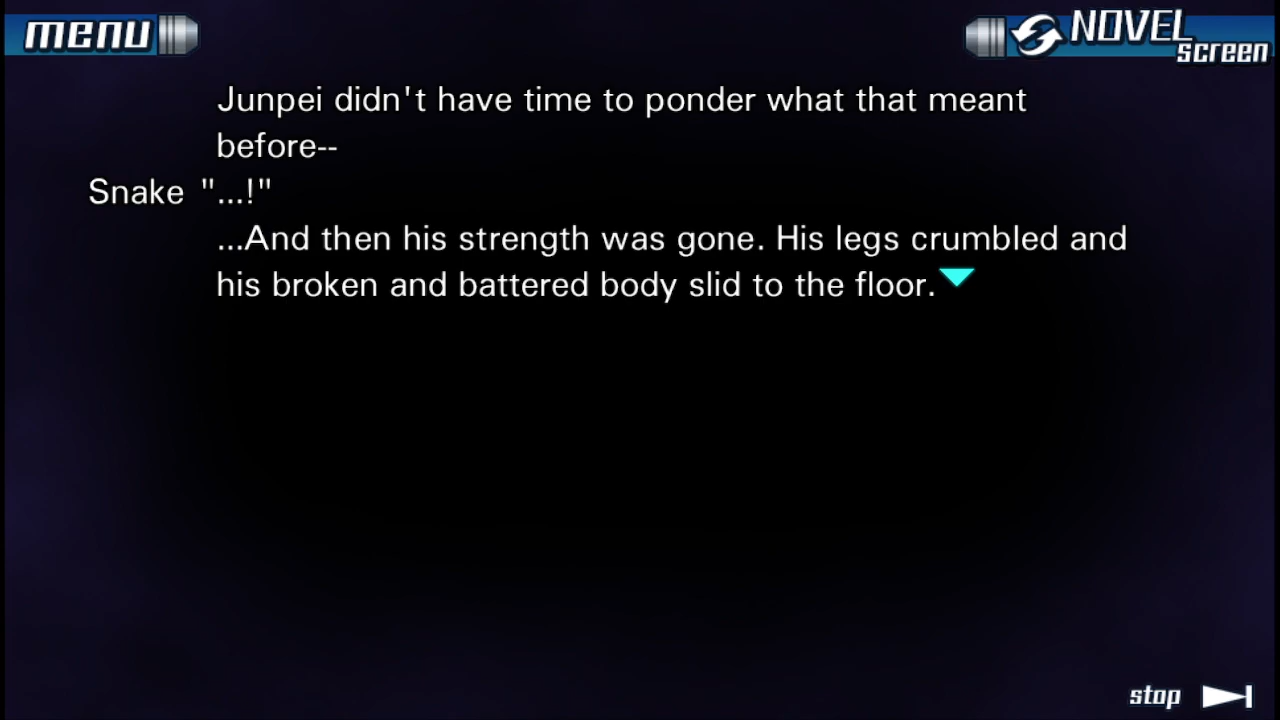 menu
NOVEL
screen
Junpei didn't have time to ponder what that meant
before--
Snake "...!"
...And then his strength was gone. His legs crumbled and
his broken and battered body slid to the floor.
stop